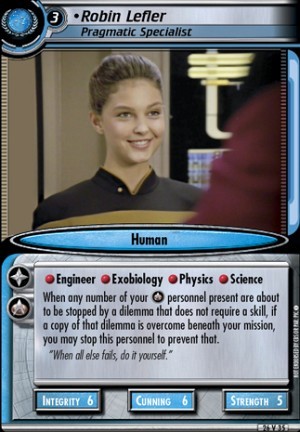 3
•Robin Lefler
Pragmatic Specialist
Human
Engineer Exobiology Physics Science
When any number of your personnel present are about
to be stopped by a dilemma that does not require a skill, if
a copy of that dilemma is overcome beneath your mission,
you may stop this personnel to prevent that.
"When all else fails, do it yourself."
INTEGRITY 6 CUNNING 6 STRENGTH 5